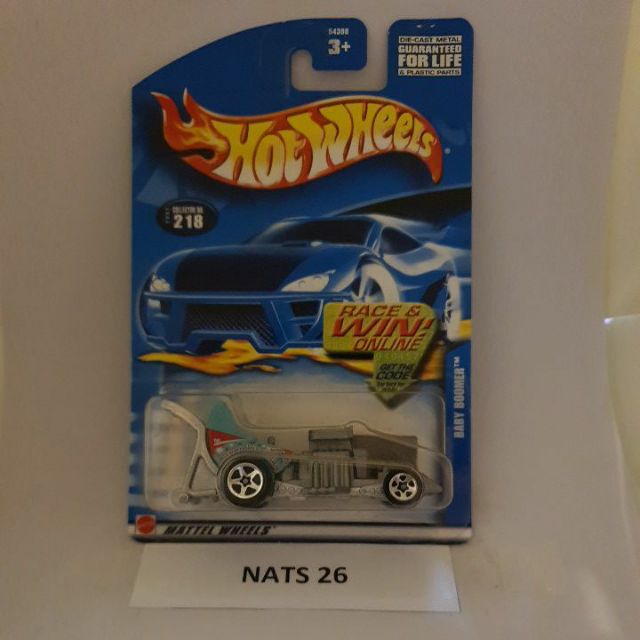 54388
3+
DIE-CAST METAL
GUARANTEED
FOR LIFE
& PLASTIC PARTS
HOT WHEELS
COLLECTOR NO.
218
RACE &
WIN!
ONLINE
GET THE
CODE
BABY BOOMER™
MATTEL WHEELS
NATS 26